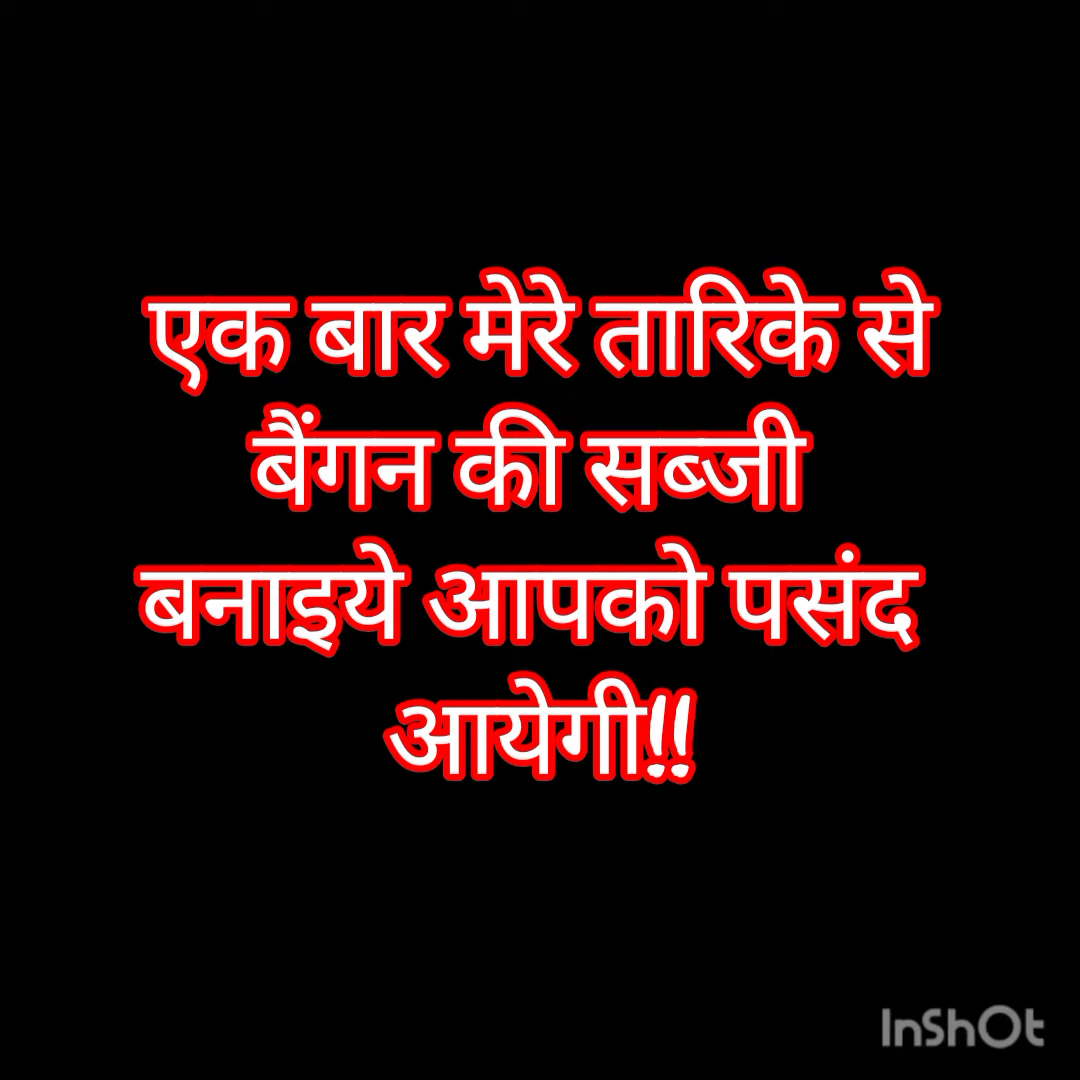 एक बार मेरे तारिके से
बैंगन की सब्जी
बनाइये आपको पसंद
आयेगी!!
InShOt